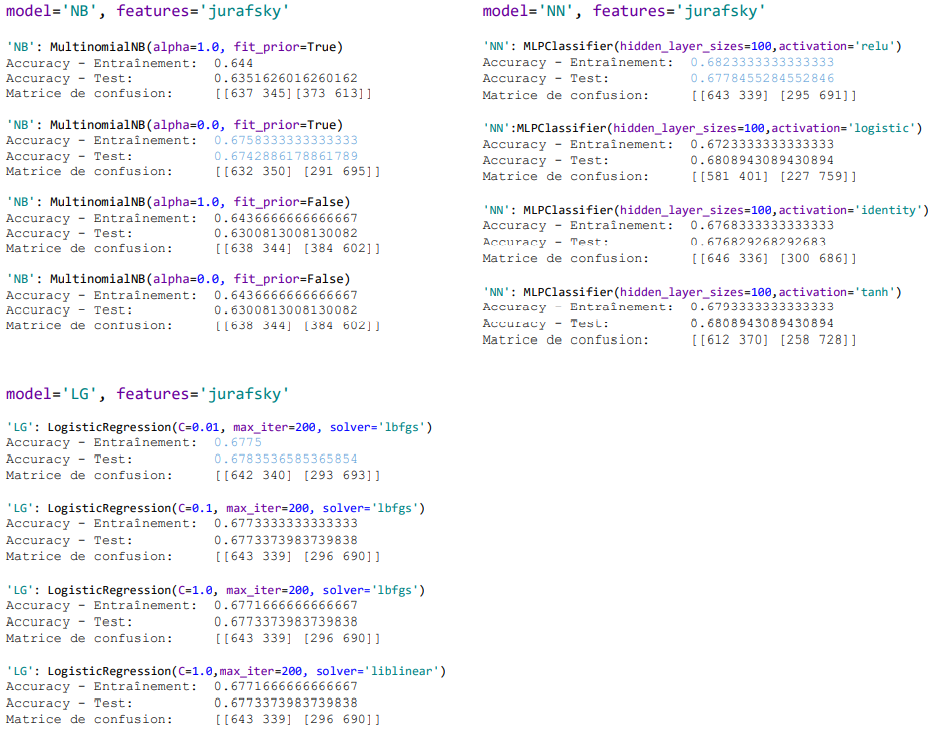 model='NB', features='jurafsky'
'NB': MultinomialNB(alpha=1.0, fit_prior=True)
Accuracy - Entraînement: 0.644
Accuracy - Test: 0.6351626016260162
Matrice de confusion: [[637 345][373 613]]
'NB': MultinomialNB(alpha=0.0, fit_prior=True)
Accuracy - Entraînement: 0.6758333333333333
Accuracy - Test: 0.6742886178861789
Matrice de confusion: [[632 350] [291 695]]
'NB': MultinomialNB(alpha=1.0, fit_prior=False)
Accuracy - Entraînement: 0.6436666666666667
Accuracy - Test: 0.6300813008130082
Matrice de confusion: [[638 344] [384 602]]
'NB': MultinomialNB(alpha=0.0, fit_prior=False)
Accuracy - Entraînement: 0.6436666666666667
Accuracy - Test: 0.6300813008130082
Matrice de confusion: [[638 344] [384 602]]
model='NN', features='jurafsky'
'NN': MLPClassifier(hidden_layer_sizes=100,activation='relu')
Accuracy - Entraînement: 0.6823333333333333
Accuracy - Test: 0.6778455284552846
Matrice de confusion: [[643 339] [295 691]]
'NN':MLPClassifier(hidden_layer_sizes=100,activation='logistic')
Accuracy - Entraînement: 0.6723333333333333
Accuracy - Test: 0.6808943089430894
Matrice de confusion: [[581 401] [227 759]]
'NN': MLPClassifier(hidden_layer_sizes=100,activation='identity')
Accuracy - Entraînement: 0.6768333333333333
Accuracy - Test: 0.676829268292683
Matrice de confusion: [[646 336] [300 686]]
'NN': MLPClassifier(hidden_layer_sizes=100,activation='tanh')
Accuracy - Entraînement: 0.6793333333333333
Accuracy - Test: 0.6808943089430894
Matrice de confusion: [[612 370] [258 728]]
model='LG', features='jurafsky'
'LG': LogisticRegression(C=0.01, max_iter=200, solver='lbfgs')
Accuracy - Entraînement: 0.6775
Accuracy - Test: 0.6783536585365854
Matrice de confusion: [[642 340] [293 693]]
'LG': LogisticRegression(C=0.1, max_iter=200, solver='lbfgs')
Accuracy - Entraînement: 0.6773333333333333
Accuracy - Test: 0.6773373983739838
Matrice de confusion: [[643 339] [296 690]]
'LG': LogisticRegression(C=1.0, max_iter=200, solver='lbfgs')
Accuracy - Entraînement: 0.6771666666666667
Accuracy - Test: 0.6773373983739838
Matrice de confusion: [[643 339] [296 690]]
'LG': LogisticRegression(C=1.0,max_iter=200, solver='liblinear')
Accuracy - Entraînement: 0.6771666666666667
Accuracy - Test: 0.6773373983739838
Matrice de confusion: [[643 339] [296 690]]